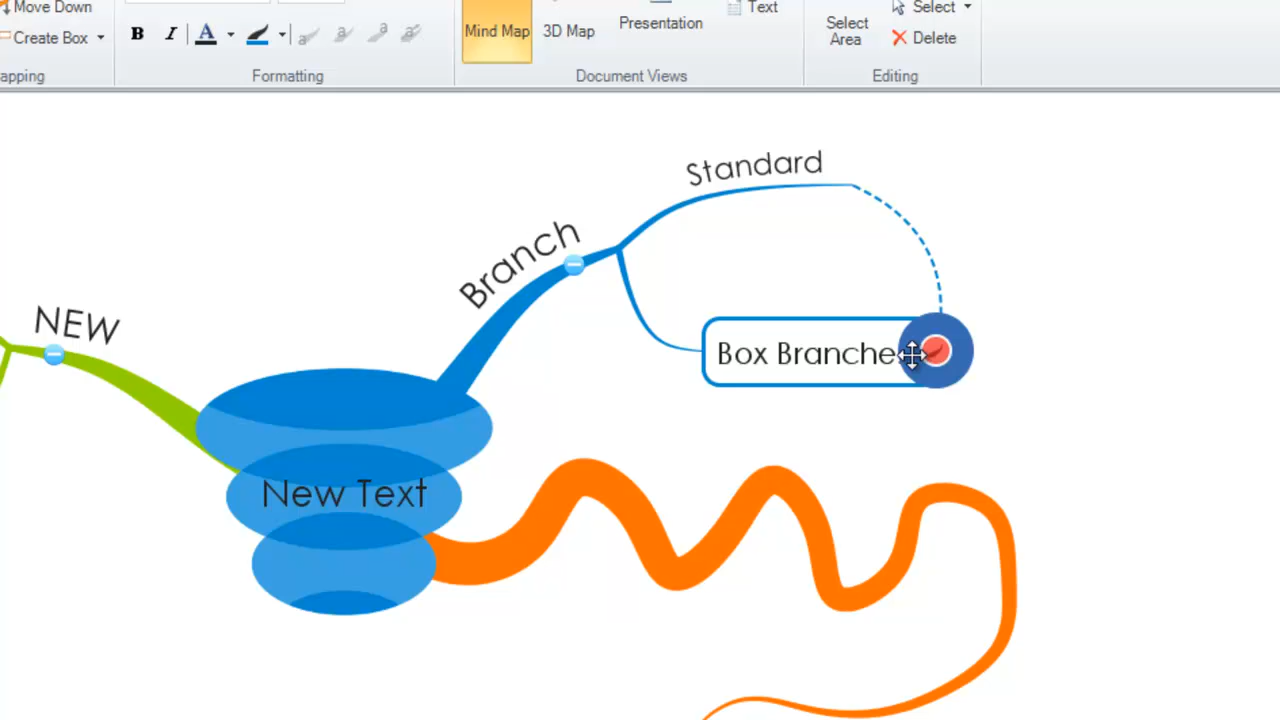 Move Down
Create Box
B I A
Mind Map
3D Map
Presentation
Text
Select
Area
Select
Delete
apping
Formatting
Document Views
Editing
Standard
Branch
NEW
Box Branches
New Text